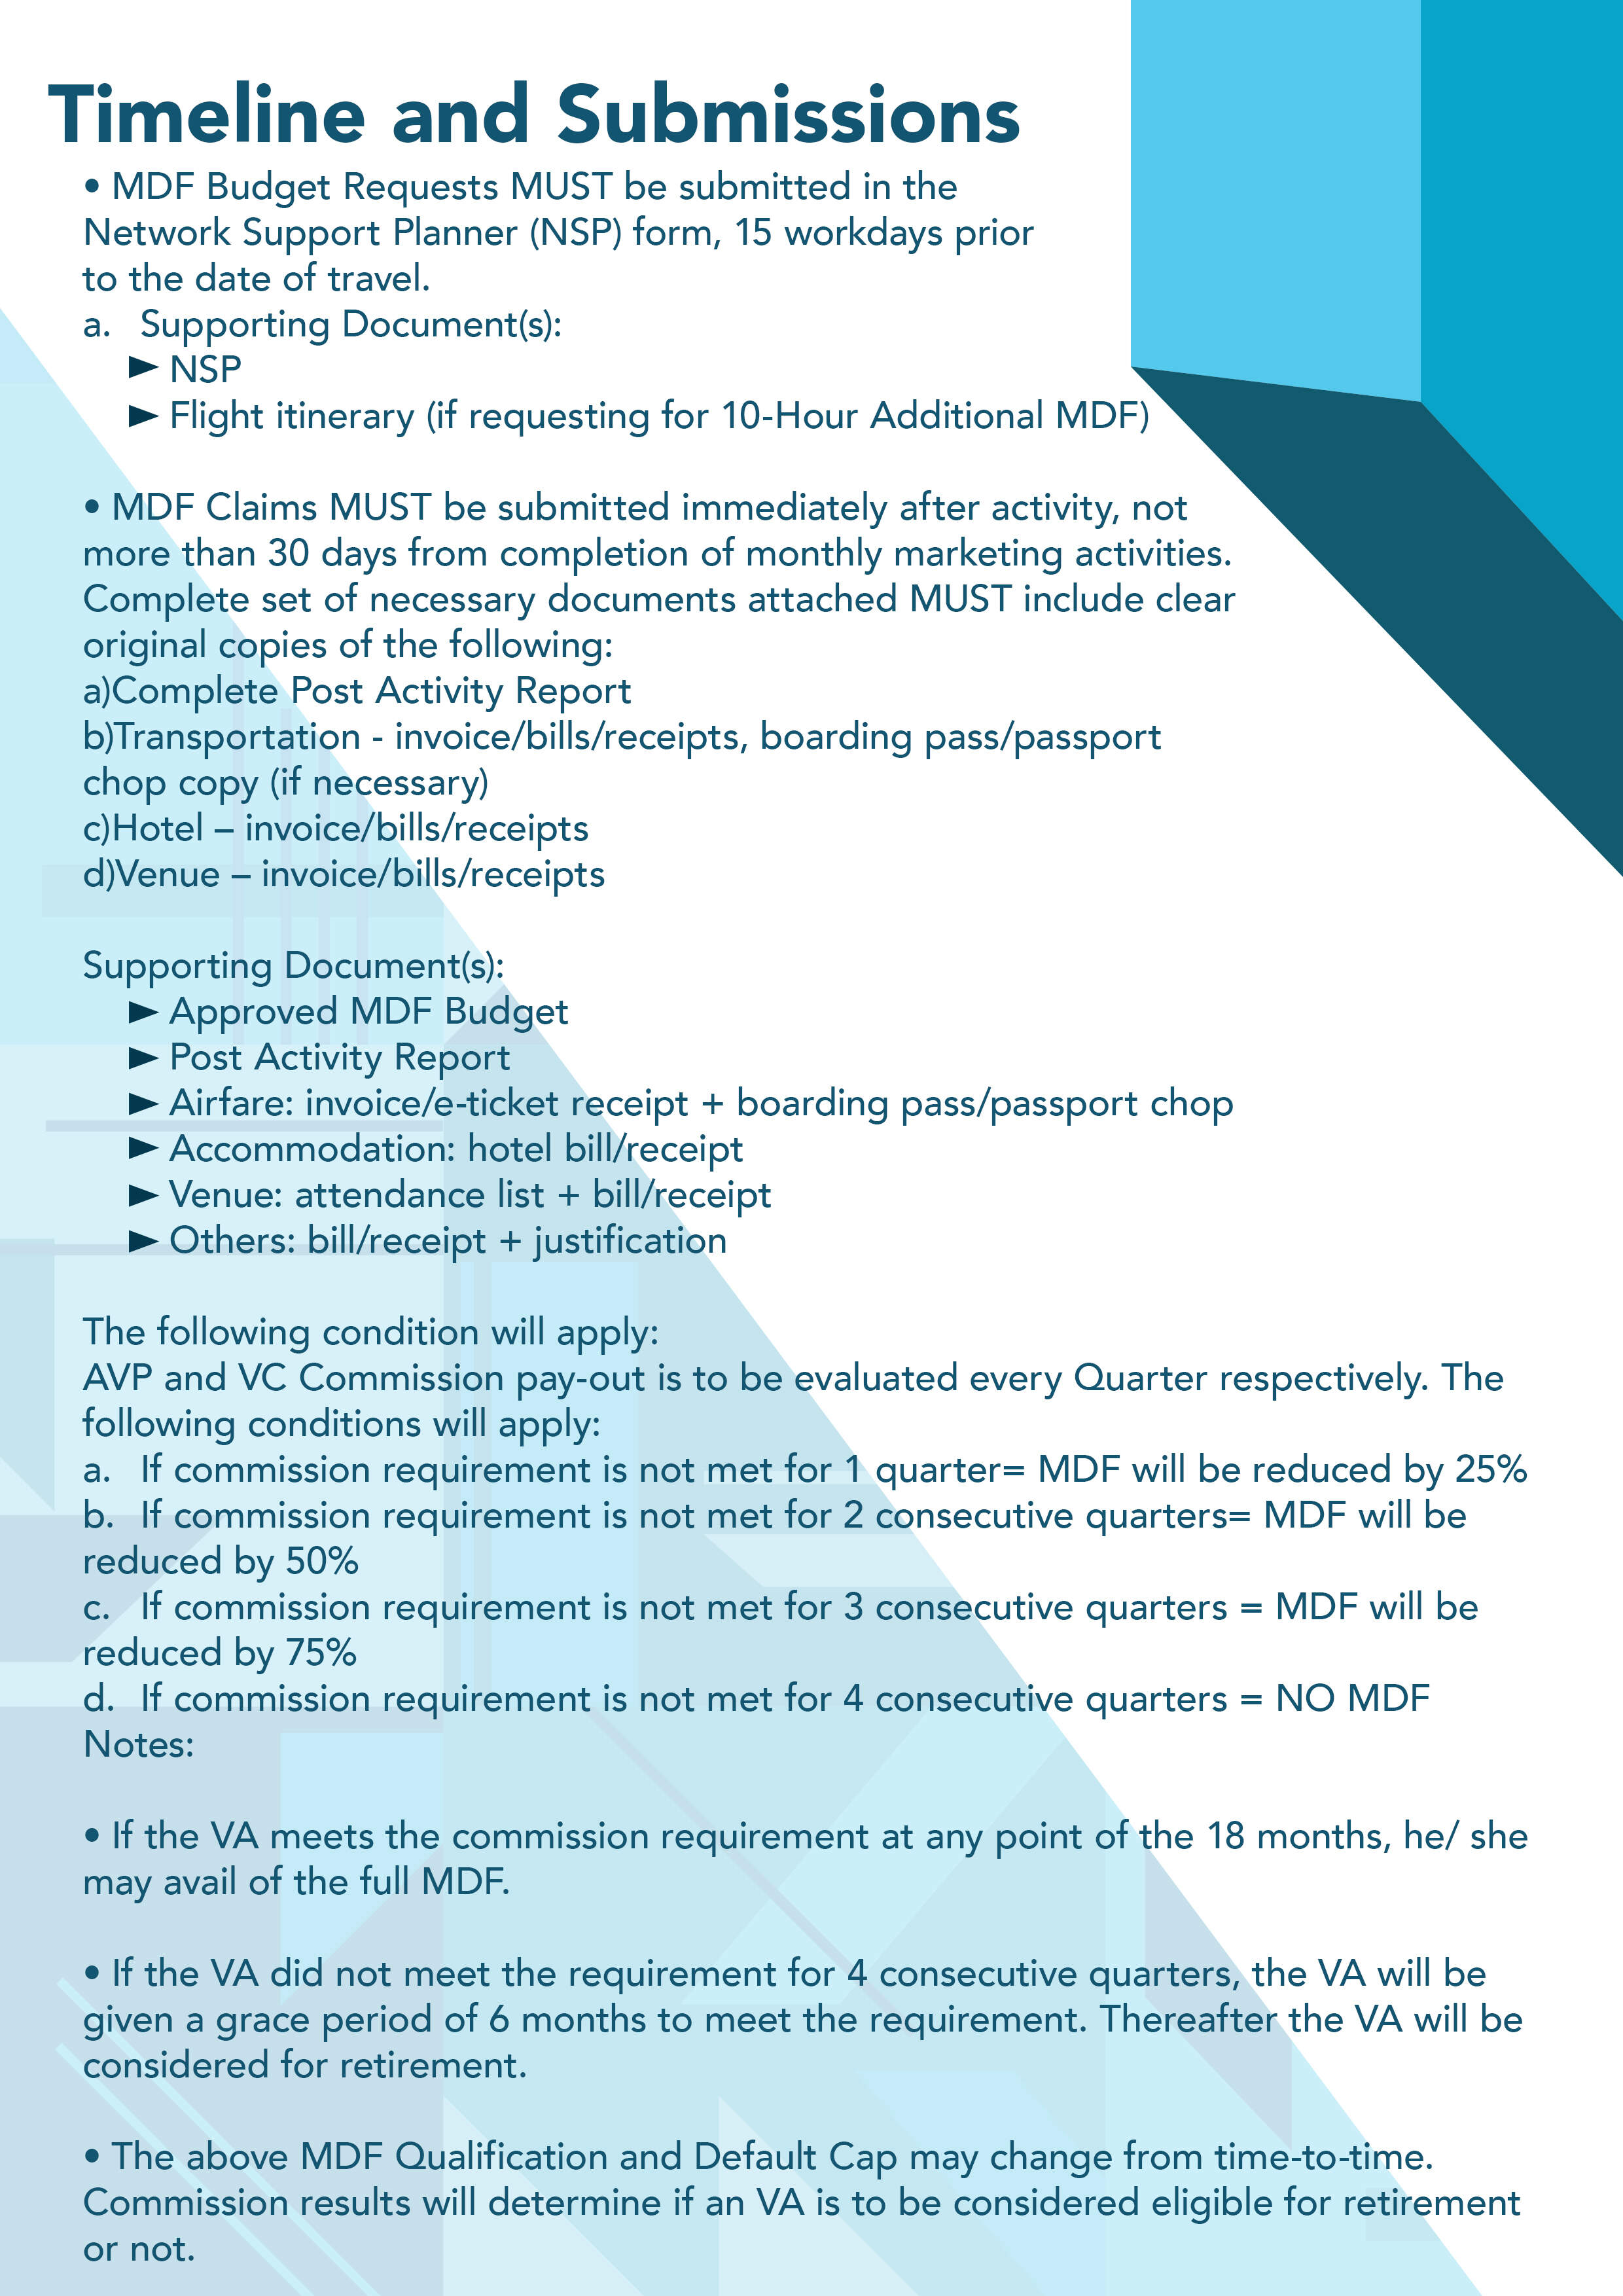 Timeline and Submissions
• MDF Budget Requests MUST be submitted in the
Network Support Planner (NSP) form, 15 workdays prior
to the date of travel.
a. Supporting Document(s):
► NSP
► Flight itinerary (if requesting for 10-Hour Additional MDF)
• MDF Claims MUST be submitted immediately after activity, not
more than 30 days from completion of monthly marketing activities.
Complete set of necessary documents attached MUST include clear
original copies of the following:
a)Complete Post Activity Report
b)Transportation - invoice/bills/receipts, boarding pass/passport
chop copy (if necessary)
c)Hotel – invoice/bills/receipts
d)Venue – invoice/bills/receipts
Supporting Document(s):
► Approved MDF Budget
► Post Activity Report
► Airfare: invoice/e-ticket receipt + boarding pass/passport chop
► Accommodation: hotel bill/receipt
► Venue: attendance list + bill/receipt
► Others: bill/receipt + justification
The following condition will apply:
AVP and VC Commission pay-out is to be evaluated every Quarter respectively. The
following conditions will apply:
a. If commission requirement is not met for 1 quarter= MDF will be reduced by 25%
b. If commission requirement is not met for 2 consecutive quarters= MDF will be
reduced by 50%
c. If commission requirement is not met for 3 consecutive quarters = MDF will be
reduced by 75%
d. If commission requirement is not met for 4 consecutive quarters = NO MDF
Notes:
• If the VA meets the commission requirement at any point of the 18 months, he/ she
may avail of the full MDF.
• If the VA did not meet the requirement for 4 consecutive quarters, the VA will be
given a grace period of 6 months to meet the requirement. Thereafter the VA will be
considered for retirement.
• The above MDF Qualification and Default Cap may change from time-to-time.
Commission results will determine if an VA is to be considered eligible for retirement
or not.